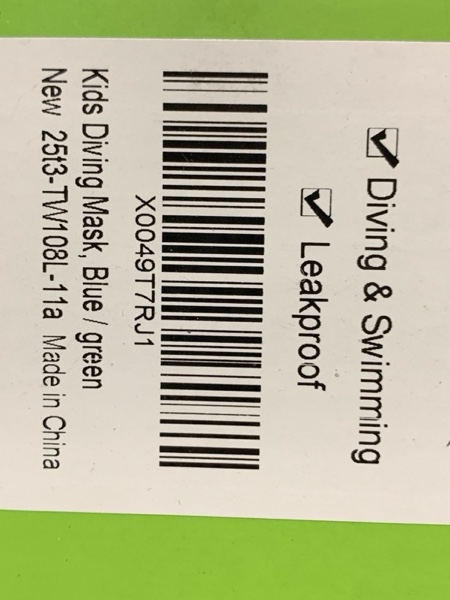 Diving & Swimming
Leakproof
X0049T7RJ1
Kids Diving Mask, Blue / green
New 25t3-TW108L-11a Made in China